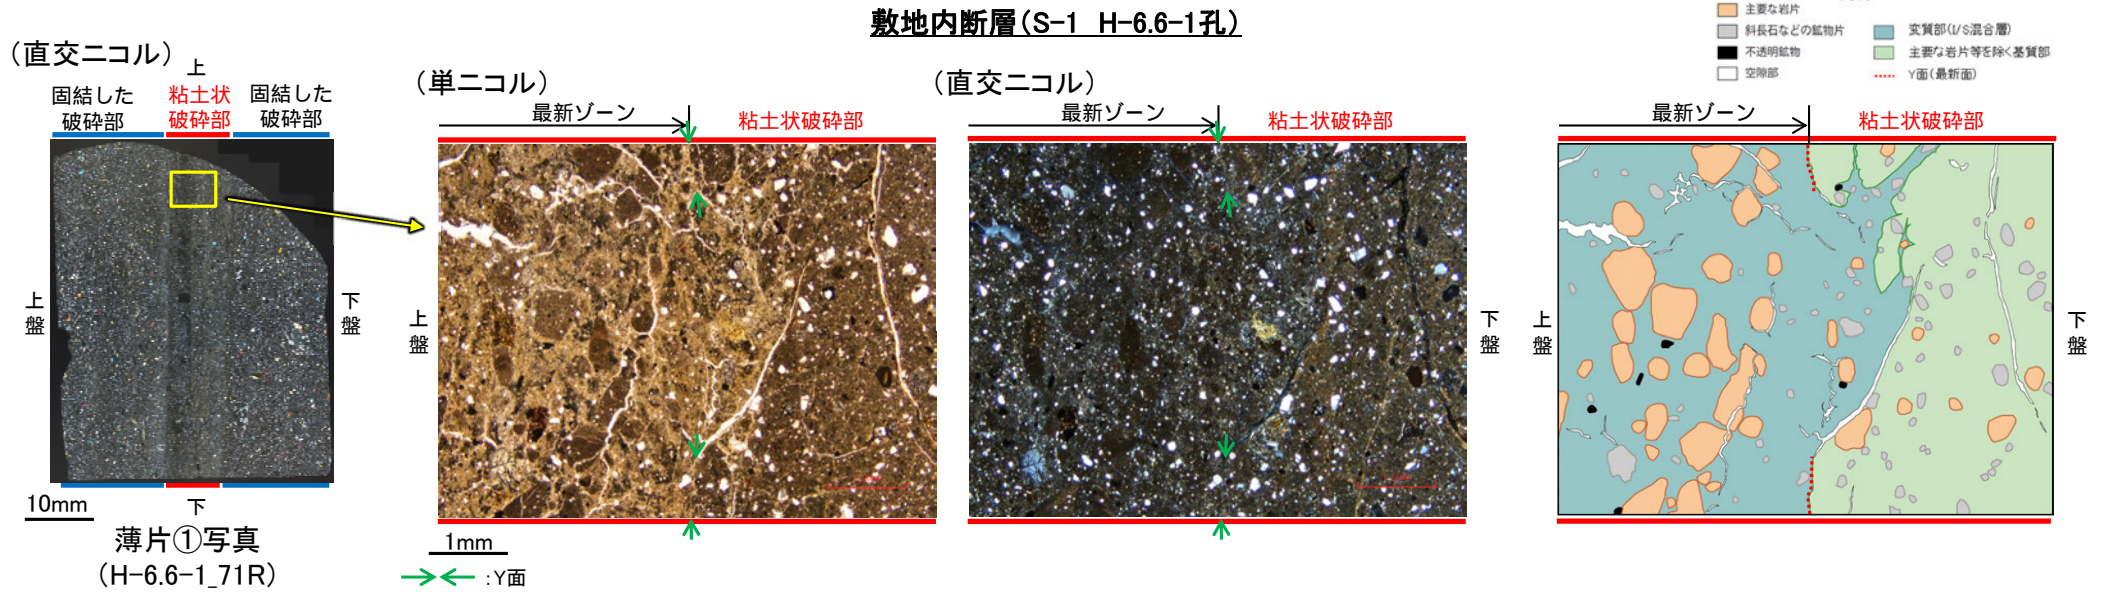 敷地内断層(S-1 H-6.6-1孔)
主要な岩片
斜長石などの鉱物片
不透明鉱物
空隙部
変質部(I/S混合層)
主要な岩片等を除く基質部
Y面(最新面)
(直交ニコル)
上
固結した
破砕部
粘土状
破砕部
固結した
破砕部
上
盤
下
盤
10mm
下
薄片①写真
(H-6.6-1_71R)
(単ニコル)
最新ゾーン
粘土状破砕部
上
盤
1mm
:Y面
(直交ニコル)
最新ゾーン
粘土状破砕部
下
盤
最新ゾーン
粘土状破砕部
上
盤
下
盤